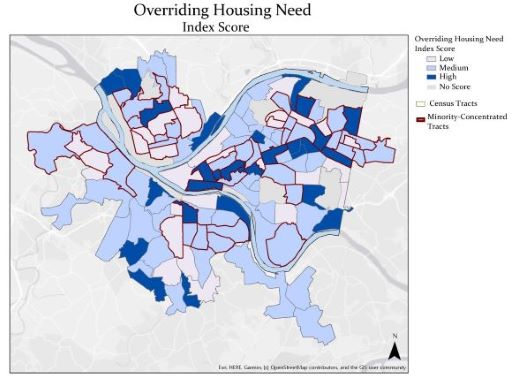 Overriding Housing Need
Index Score
Overriding Housing Need
Index Score
Low
Medium
High
No Score
Census Tracts
Minority-Concentrated
Tracts
N
Esri, HERE, Garmin, (c) OpenStreetMap contributors, and the GIS user community